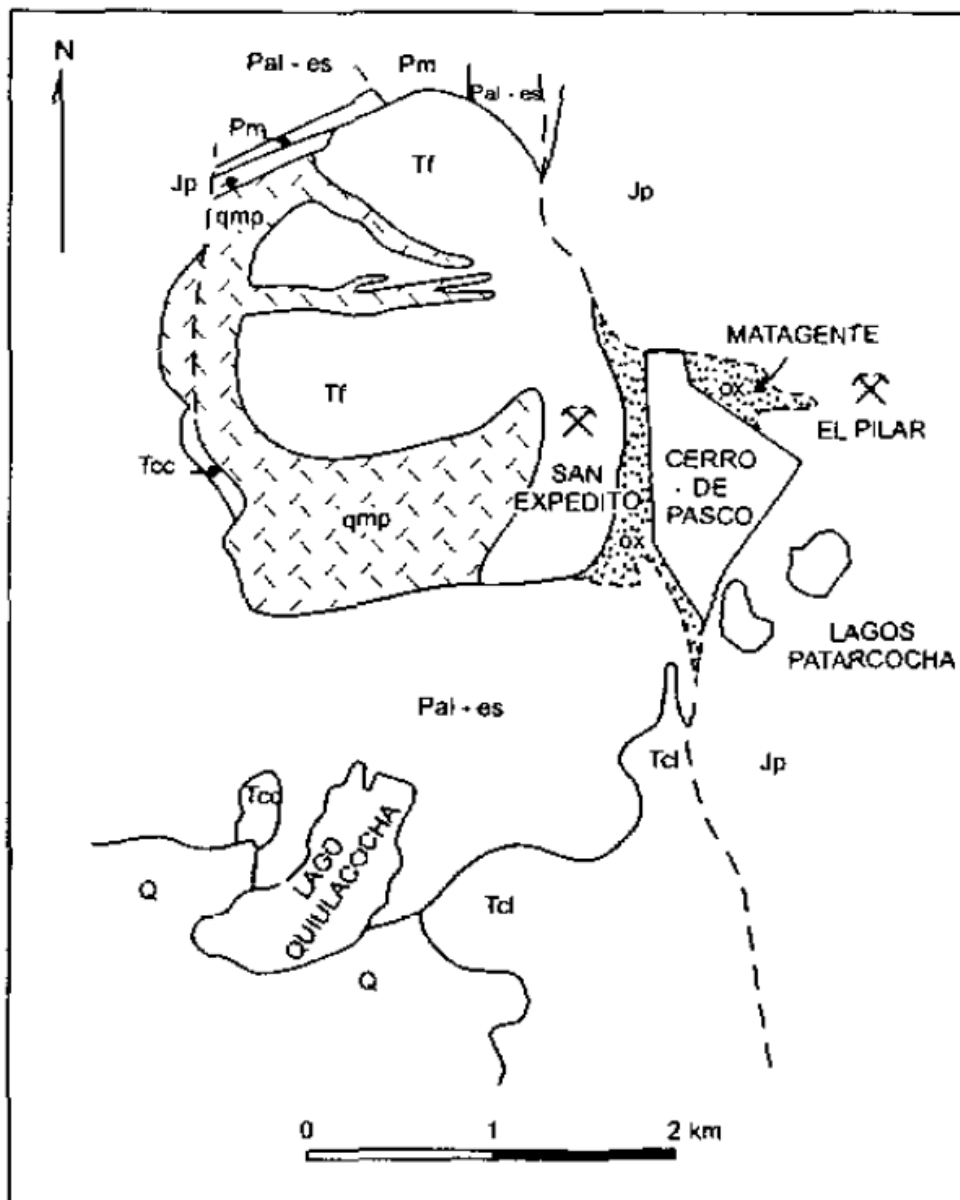 N
Pal - es
Pm
Pal - es
Pm
Tf
Jp
Jp
qmp
MATAGENTE
ox
EL PILAR
Tf
Tcc
SAN
EXPEDITO
CERRO
- DE
PASCO
qmp
ox
LAGOS
PATARCOCHA
Pal - es
Tcl
Jp
Tcc
LAGO
QUIULACOCHA
Q
Tcl
Q
0 1 2 km